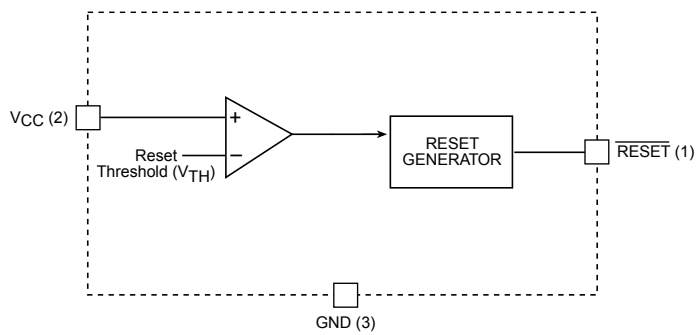 VCC (2)
+
Reset
Threshold (VTH)
−
RESET
GENERATOR
RESET (1)
GND (3)